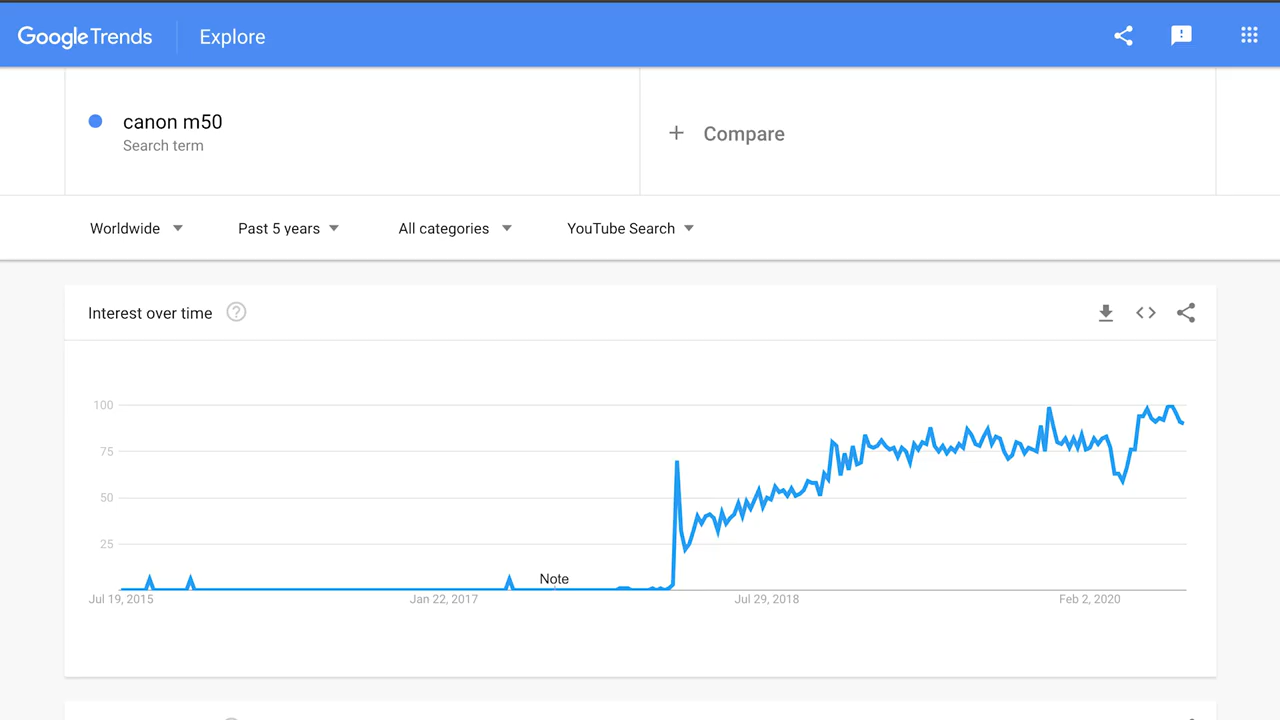 Google Trends Explore
canon m50
Search term
+ Compare
Worldwide Past 5 years All categories YouTube Search
Interest over time ?
100
75
50
25
Note
Jul 19, 2015 Jan 22, 2017 Jul 29, 2018 Feb 2, 2020